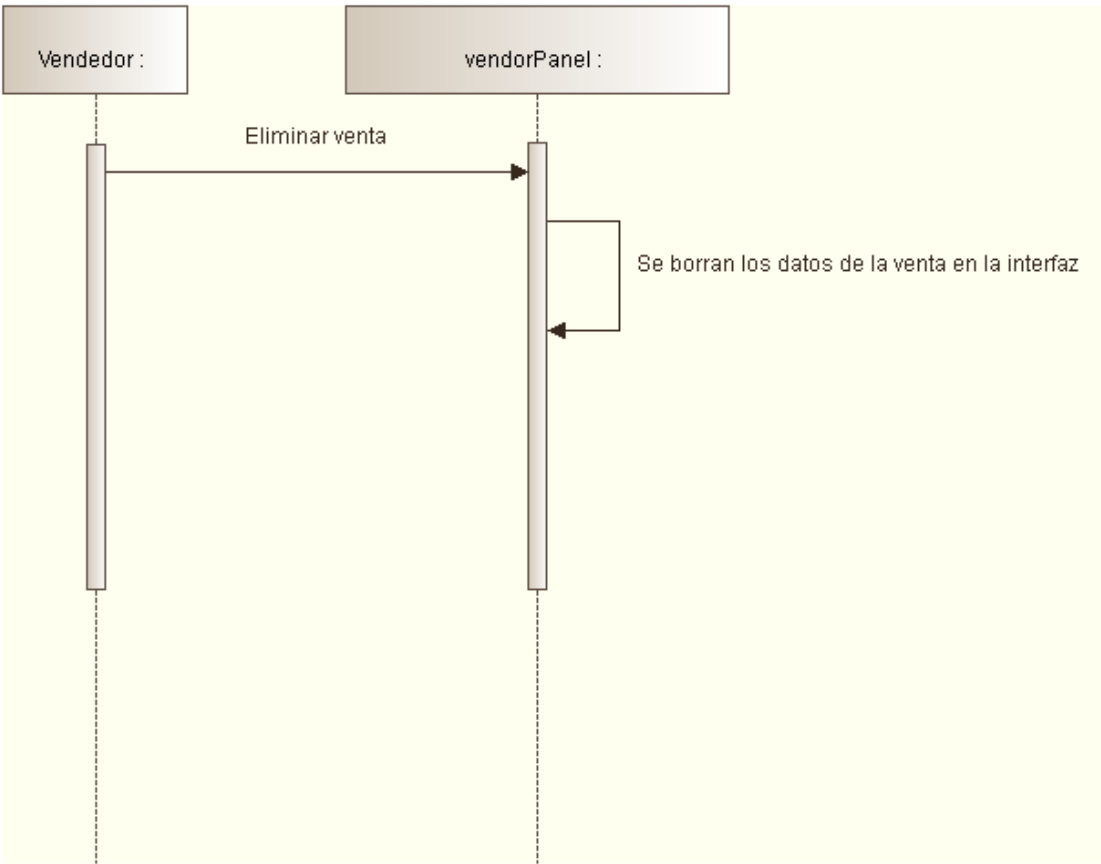 Vendedor :
vendorPanel :
Eliminar venta
Se borran los datos de la venta en la interfaz